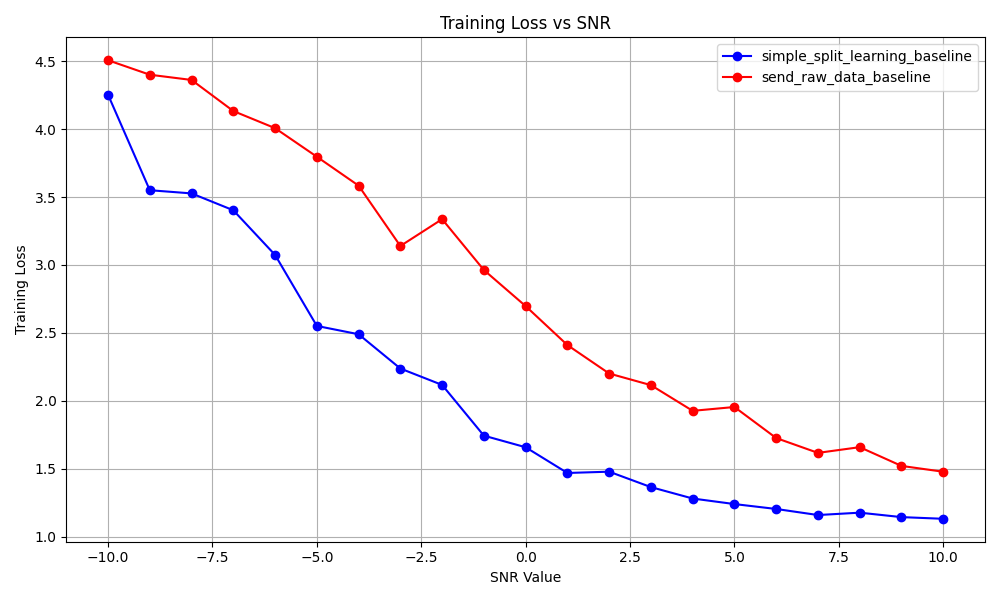 Training Loss vs SNR
simple_split_learning_baseline
send_raw_data_baseline
Training Loss
4.5
4.0
3.5
3.0
2.5
2.0
1.5
1.0
−10.0 −7.5 −5.0 −2.5 0.0 2.5 5.0 7.5 10.0
SNR Value